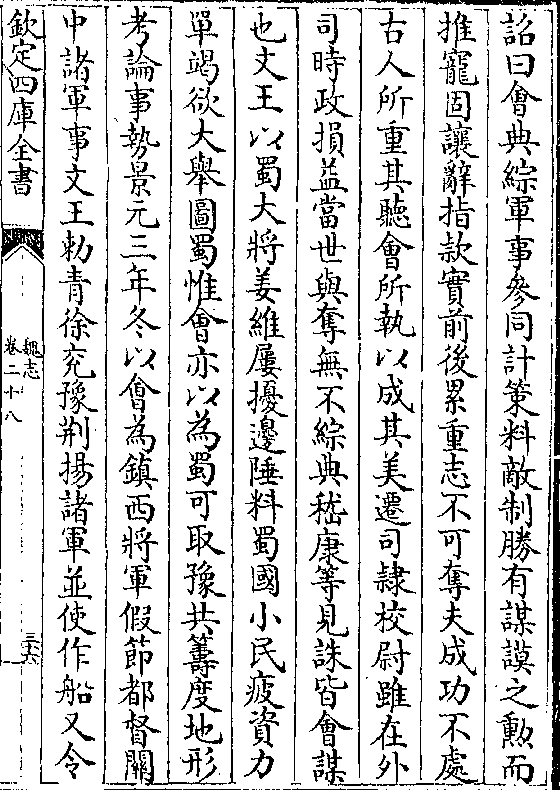 詔曰會典綜軍事參同計策料敵制勝有謀謨之勲而
推寵固讓辭指款實前後累重志不可奪夫成功不處
古人所重其聽會所執以成其美遷司隸校尉雖在外
司時政損益當世與奪無不綜典嵇康等見誅皆會謀
也文王以蜀大將姜維屢擾邊陲料蜀國小民疲資力
單竭欲大舉圖蜀惟會亦以為蜀可取豫共籌度地形
考論事勢景元三年冬以會為鎮西將軍假節都督關
中諸軍事文王勅青徐兖豫荆揚諸軍並使作船又令
欽定四庫全書
魏志
卷二十八
三六